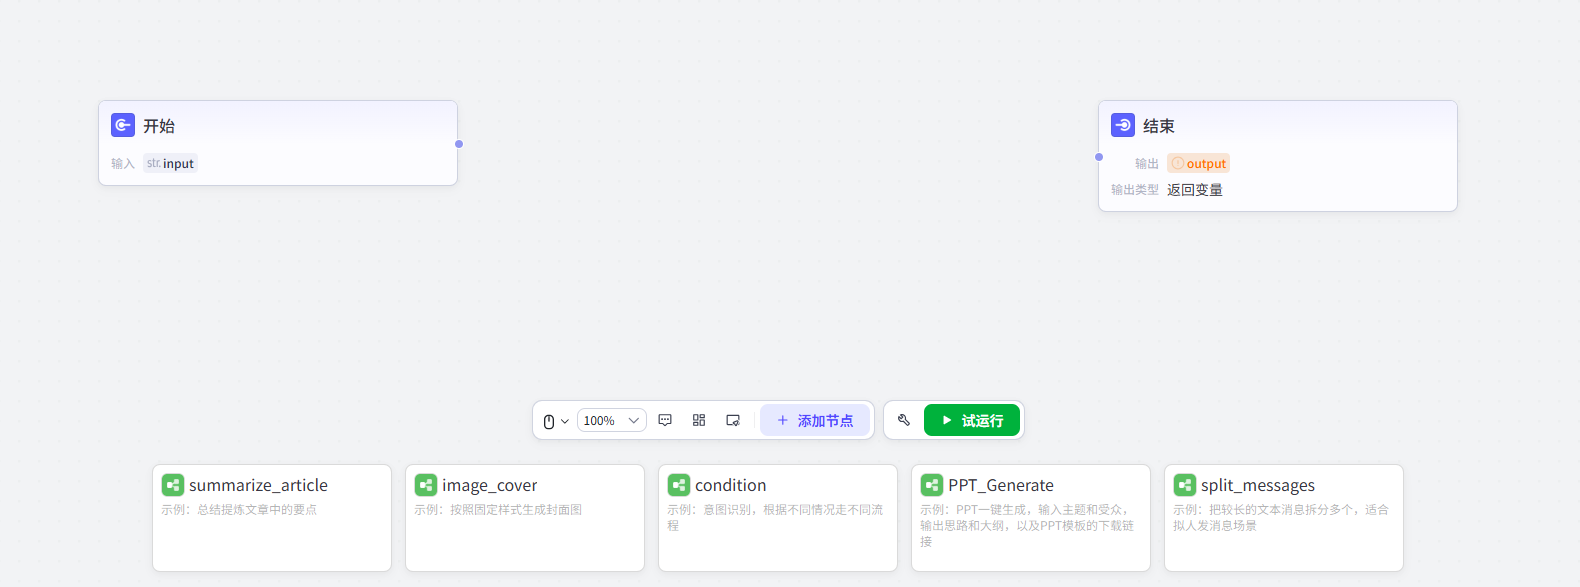 开始
输入 str. input
结束
输出 output
输出类型 返回变量
100%
添加节点
试运行
summarize_article
示例：总结提炼文章中的要点
image_cover
示例：按照固定样式生成封面图
condition
示例：意图识别，根据不同情况走不同流
程
PPT_Generate
示例：PPT一键生成，输入主题和受众，
输出思路和大纲，以及PPT模板的下载链
接
split_messages
示例：把较长的文本消息拆分多个，适合
拟人发消息场景